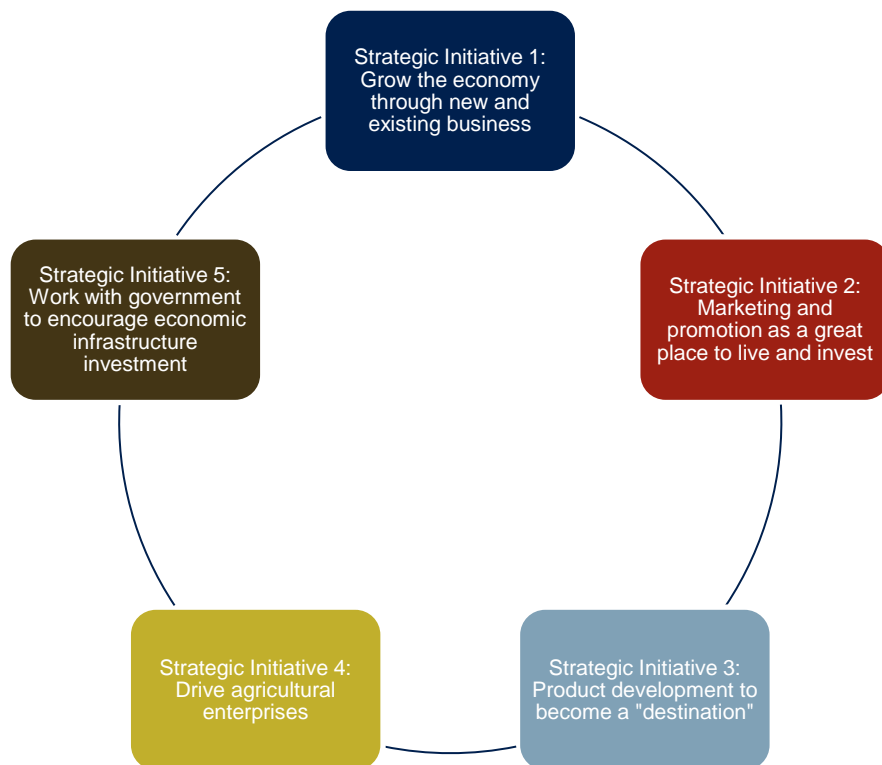 Strategic Initiative 1:
Grow the economy
through new and
existing business
Strategic Initiative 2:
Marketing and
promotion as a great
place to live and invest
Strategic Initiative 3:
Product development to
become a "destination"
Strategic Initiative 4:
Drive agricultural
enterprises
Strategic Initiative 5:
Work with government
to encourage economic
infrastructure
investment